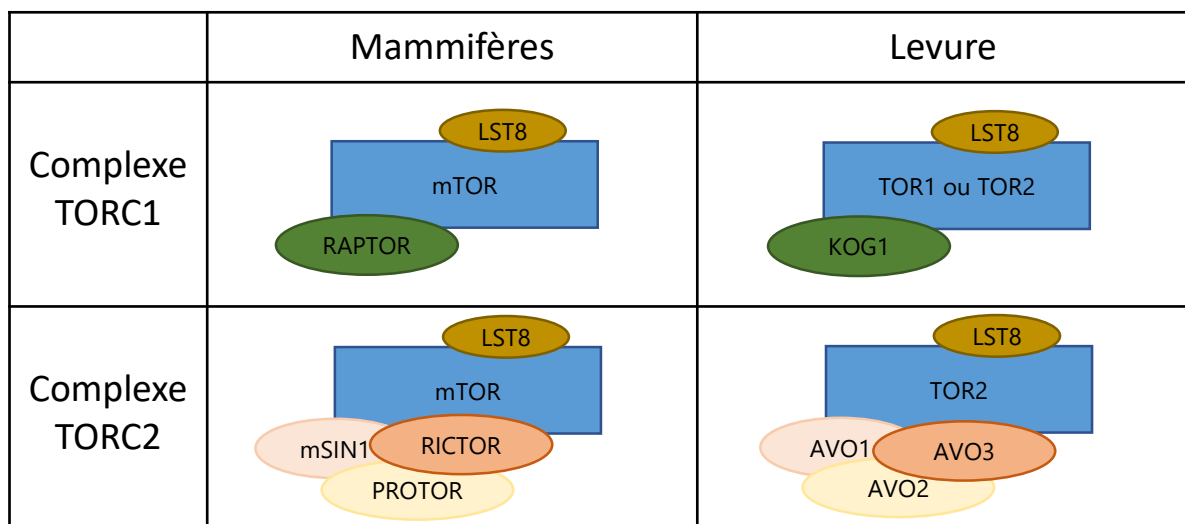 Mammifères
Levure
Complexe
TORC1
LST8
mTOR
RAPTOR
LST8
TOR1 ou TOR2
KOG1
Complexe
TORC2
LST8
mTOR
mSIN1
RICTOR
PROTOR
LST8
TOR2
AVO1
AVO3
AVO2